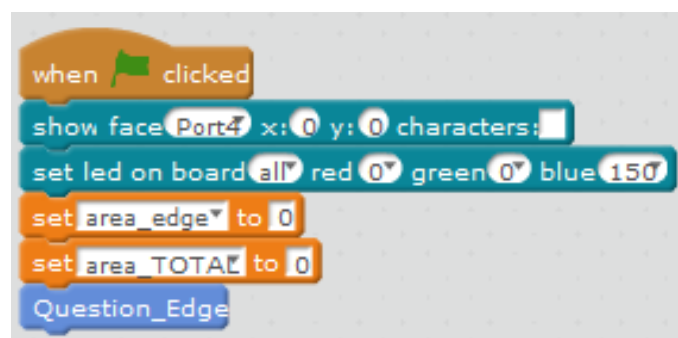 when clicked
show face Port4 x: 0 y: 0 characters:
set led on board all red 0 green 0 blue 150
set area_edge to 0
set area_TOTAL to 0
Question_Edge